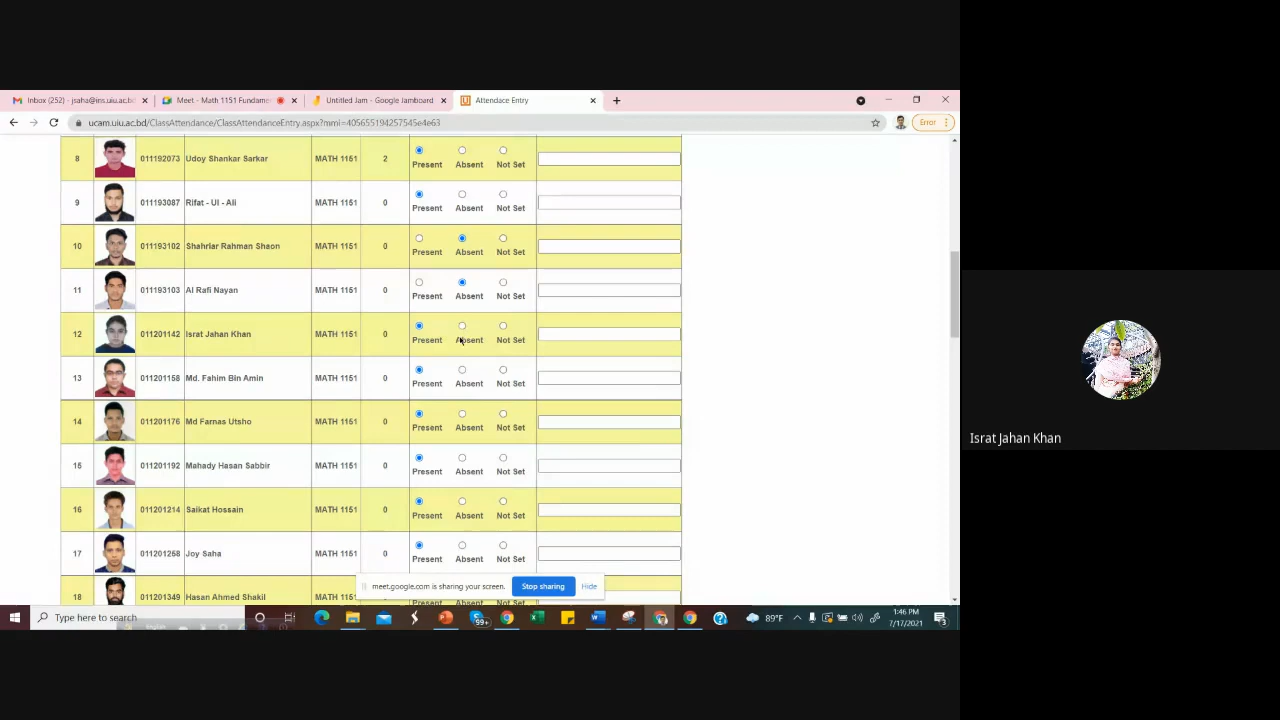 Inbox (252) - jsaha@ins.uiu.ac.bd
Meet - Math 1151 Fundamen
Untitled Jam - Google Jamboard
Attendace Entry
ucam.uiu.ac.bd/ClassAttendance/ClassAttendanceEntry.aspx?mmi=405655194257545e4e63
Error
8 011192073 Udoy Shankar Sarkar MATH 1151 2 Present Absent Not Set
9 011193087 Rifat - Ul - Ali MATH 1151 0 Present Absent Not Set
10 011193102 Shahriar Rahman Shaon MATH 1151 0 Present Absent Not Set
11 011193103 Al Rafi Nayan MATH 1151 0 Present Absent Not Set
12 011201142 Israt Jahan Khan MATH 1151 0 Present Absent Not Set
13 011201158 Md. Fahim Bin Amin MATH 1151 0 Present Absent Not Set
14 011201176 Md Farnas Utsho MATH 1151 0 Present Absent Not Set
15 011201192 Mahady Hasan Sabbir MATH 1151 0 Present Absent Not Set
16 011201214 Saikat Hossain MATH 1151 0 Present Absent Not Set
17 011201268 Joy Saha MATH 1151 0 Present Absent Not Set
18 011201349 Hasan Ahmed Shakil MATH 1151 0 Present Absent Not Set
meet.google.com is sharing your screen. Stop sharing Hide
Type here to search
99+
89°F
1:46 PM
7/17/2021
3
Israt Jahan Khan